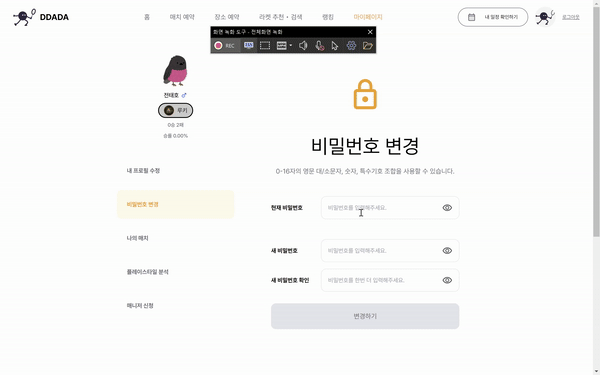 DDADA
홈
매치 예약
장소 예약
라켓 추천・검색
랭킹
마이페이지
내 일정 확인하기
로그아웃
화면 녹화 도구 - 전체화면 녹화
REC
전태호
루키
0승 2패
승률 0.00%
내 프로필 수정
비밀번호 변경
나의 매치
플레이스타일 분석
매니저 신청
비밀번호 변경
0-16자의 영문 대/소문자, 숫자, 특수기호 조합을 사용할 수 있습니다.
현재 비밀번호
비밀번호를 입력해주세요.
새 비밀번호
비밀번호를 입력해주세요.
새 비밀번호 확인
비밀번호를 한번 더 입력해주세요.
변경하기